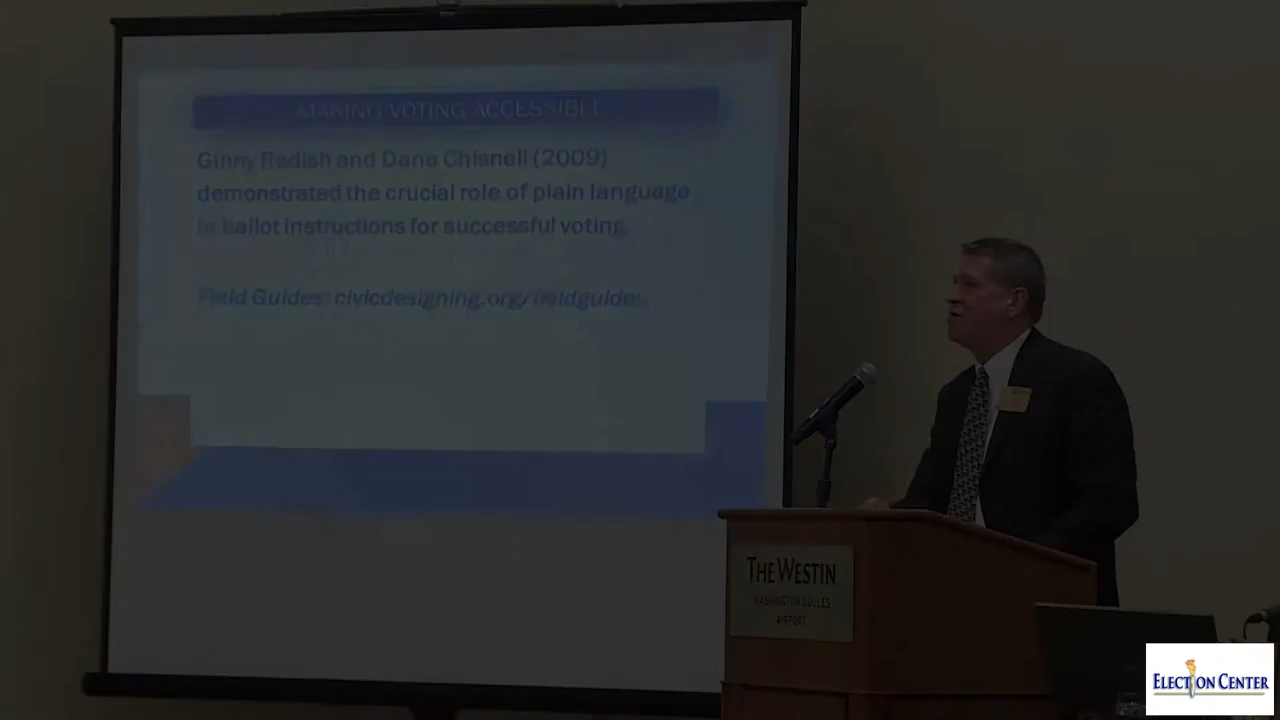 MAKING VOTING ACCESSIBLE
Ginny Redish and Dana Chisnell (2009)
demonstrated the crucial role of plain language
in ballot instructions for successful voting.
Field Guides: civicdesigning.org/fieldguides
THE WESTIN
WASHINGTON DULLES
AIRPORT
ELECTION CENTER